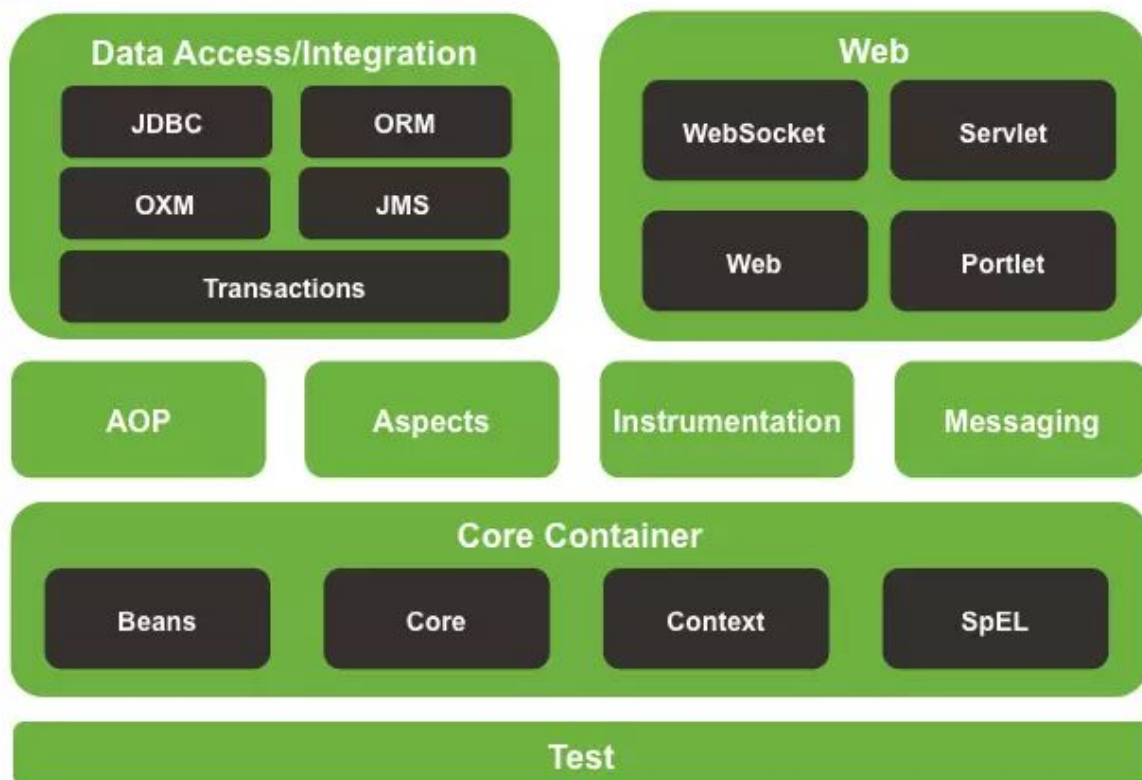 Data Access/Integration
JDBC
ORM
OXM
JMS
Transactions
Web
WebSocket
Servlet
Web
Portlet
AOP
Aspects
Instrumentation
Messaging
Core Container
Beans
Core
Context
SpEL
Test